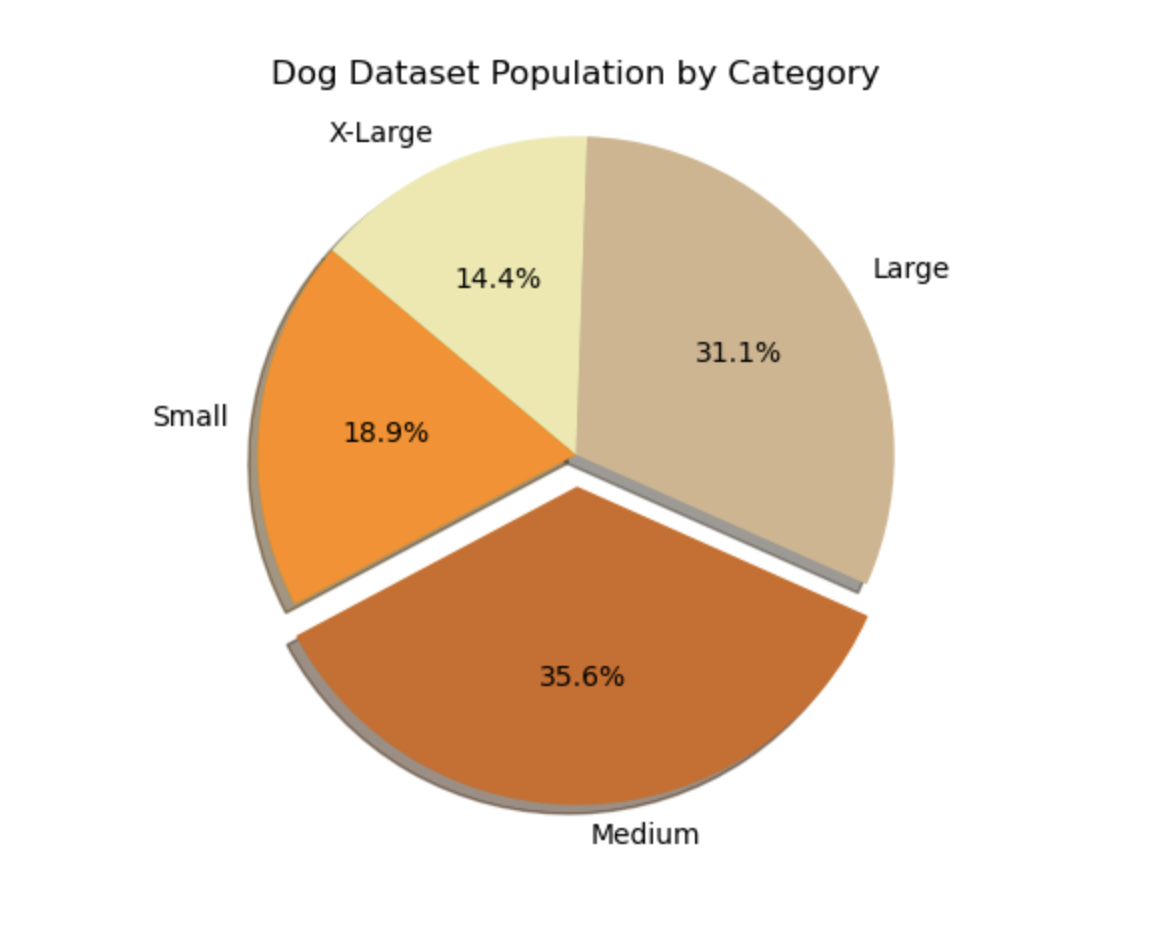 Dog Dataset Population by Category
X-Large
Large
14.4%
31.1%
Small
18.9%
35.6%
Medium